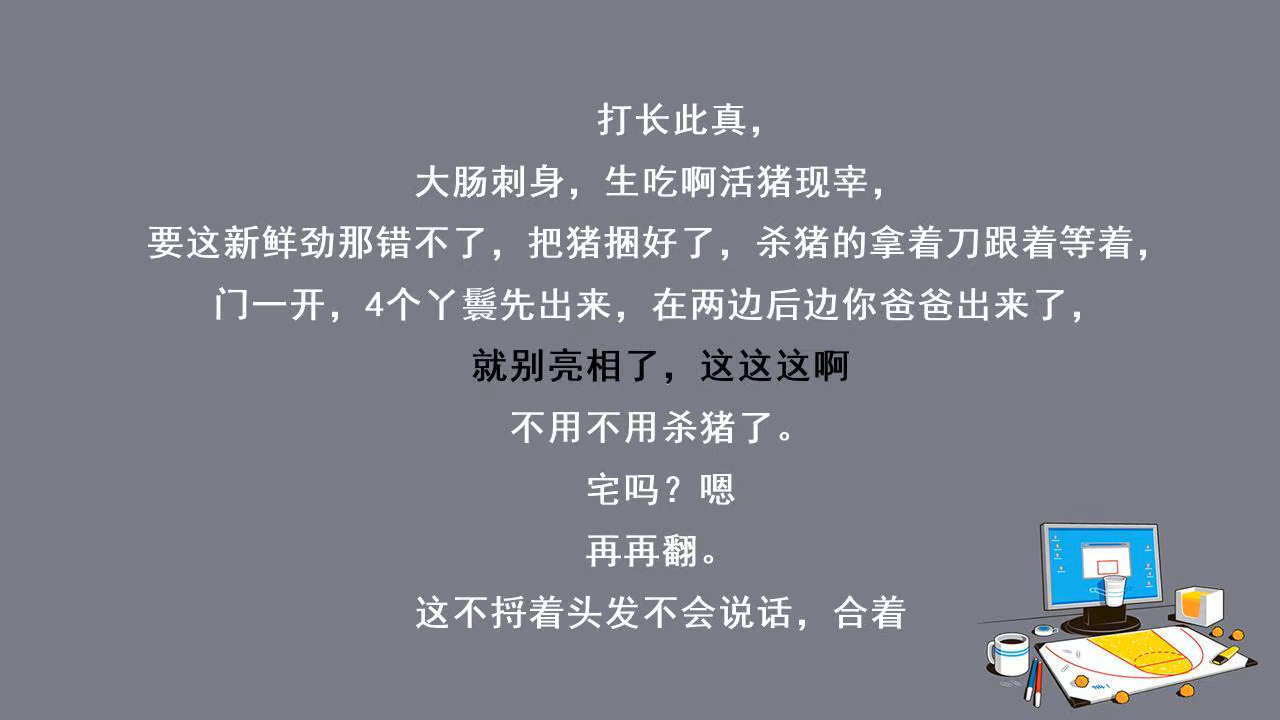 打长此真，
大肠刺身，生吃啊活猪现宰，
要这新鲜劲那错不了，把猪捆好了，杀猪的拿着刀跟着等着，
门一开，4个丫鬟先出来，在两边后边你爸爸出来了，
就别亮相了，这这这啊
不用不用杀猪了。
宅吗？嗯
再再翻。
这不捋着头发不会说话，合着